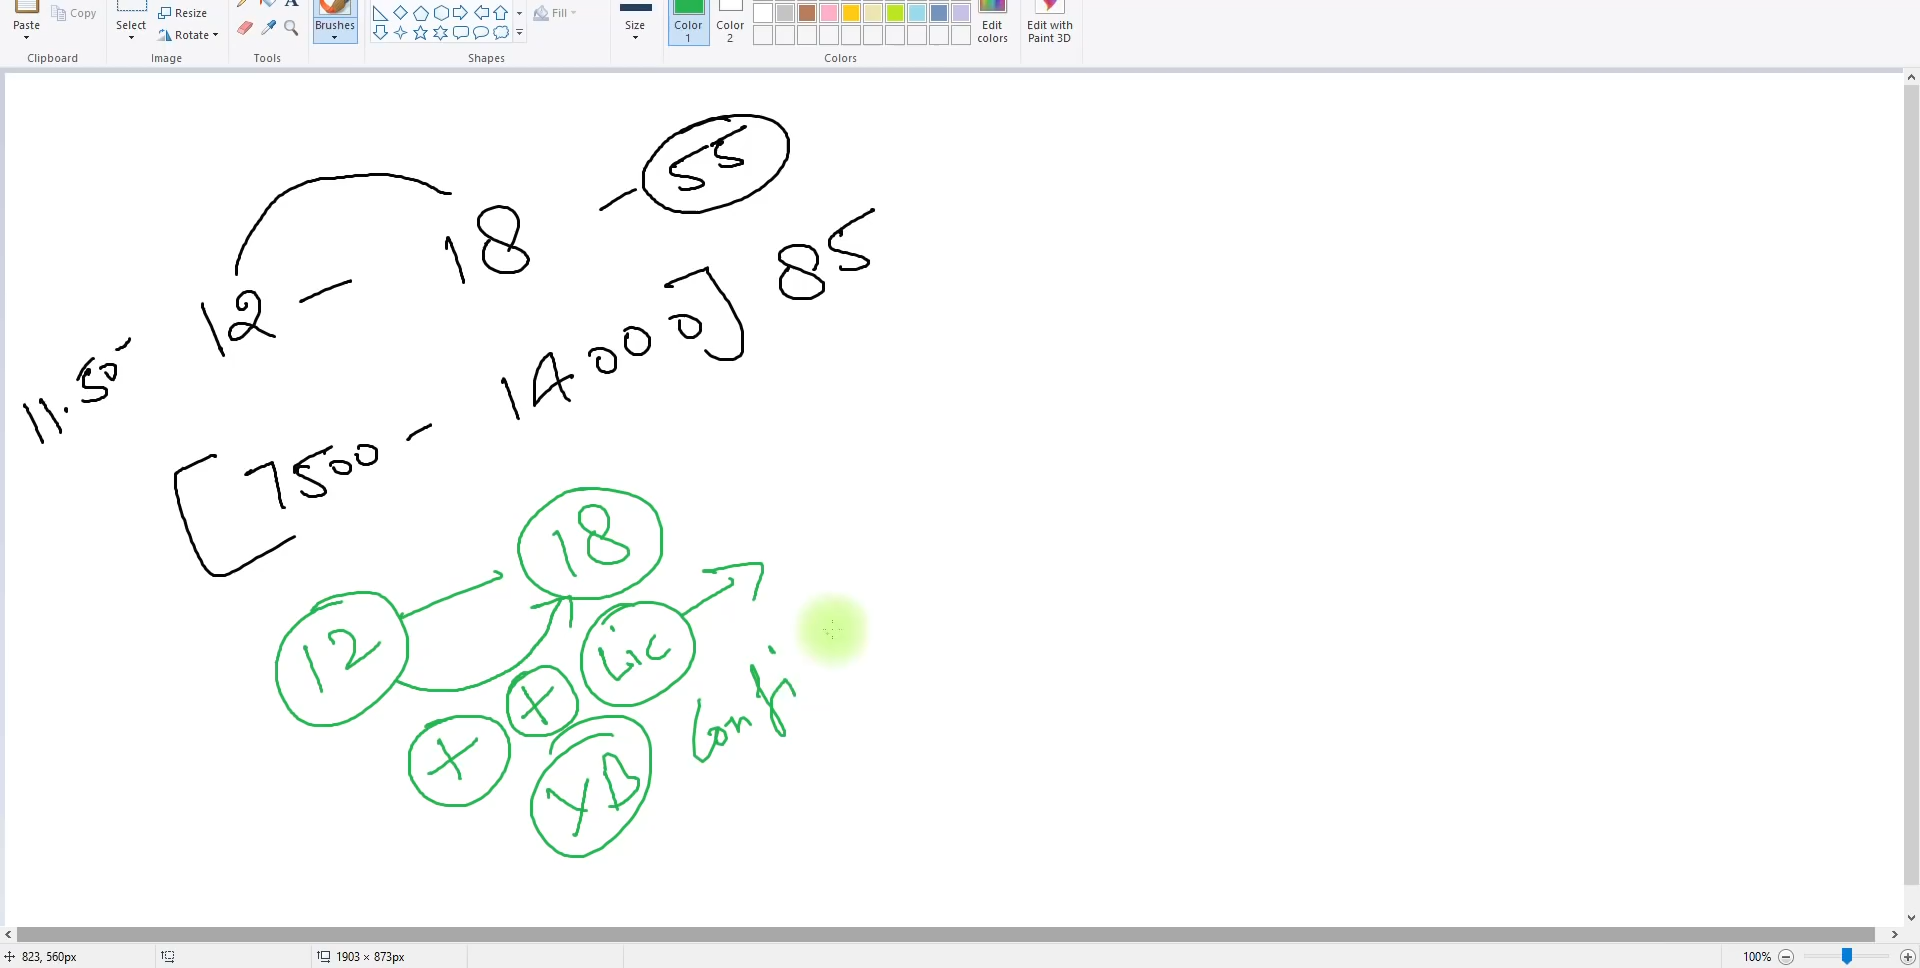 Paste
Copy
Clipboard
Select
Resize
Rotate
Image
A
Tools
Brushes
Fill
Shapes
Size
Color 1
Color 2
Edit colors
Edit with Paint 3D
Colors
55
12 - 18 -
11.50
85
[7500 - 14000]
18
12
Lic
+
+
Confi
823, 560px
1903 × 873px
100%